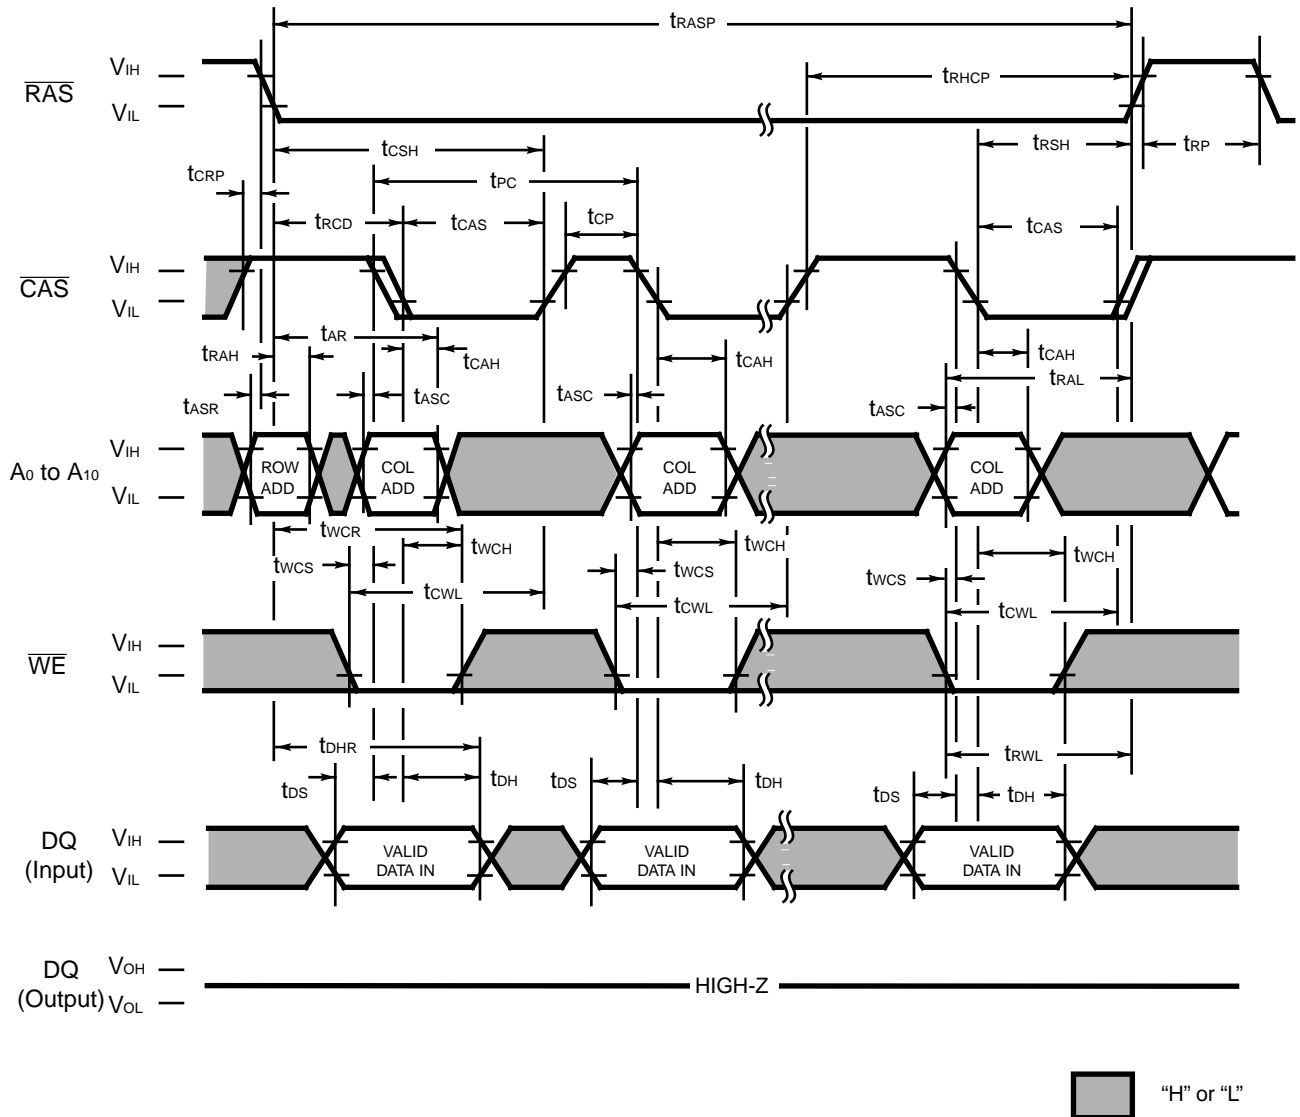 tRASP
VIH
RAS
tRHCP
VIL
tCSH
tRSH
tRP
tCRP
tPC
tRCD
tCAS
tCP
tCAS
VIH
CAS
VIL
tAR
tRAH
tCAH
tCAH
tCAH
tRAL
tASR
tASC
tASC
tASC
VIH
A0 to A10
VIL
ROW
ADD
COL
ADD
COL
ADD
COL
ADD
tWCR
tWCH
tWCH
tWCH
tWCS
tWCS
tWCS
tCWL
tCWL
tCWL
VIH
WE
VIL
tDHR
tRWL
tDS
tDH
tDS
tDH
tDS
tDH
DQ
(Input)
VIH
VIL
VALID
DATA IN
VALID
DATA IN
VALID
DATA IN
DQ
(Output)
VOH
VOL
HIGH-Z
“H” or “L”